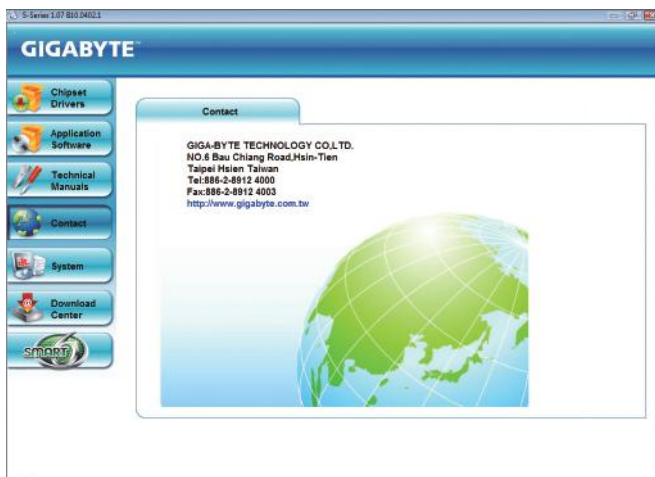 S-Series 1.07 B10.0402.1
GIGABYTE™
Chipset
Drivers
Application
Software
Technical
Manuals
Contact
System
Download
Center
SMART6
Contact
GIGA-BYTE TECHNOLOGY CO,LTD.
NO.6 Bau Chiang Road,Hsin-Tien
Taipei Hsien Taiwan
Tel:886-2-8912 4000
Fax:886-2-8912 4003
http://www.gigabyte.com.tw